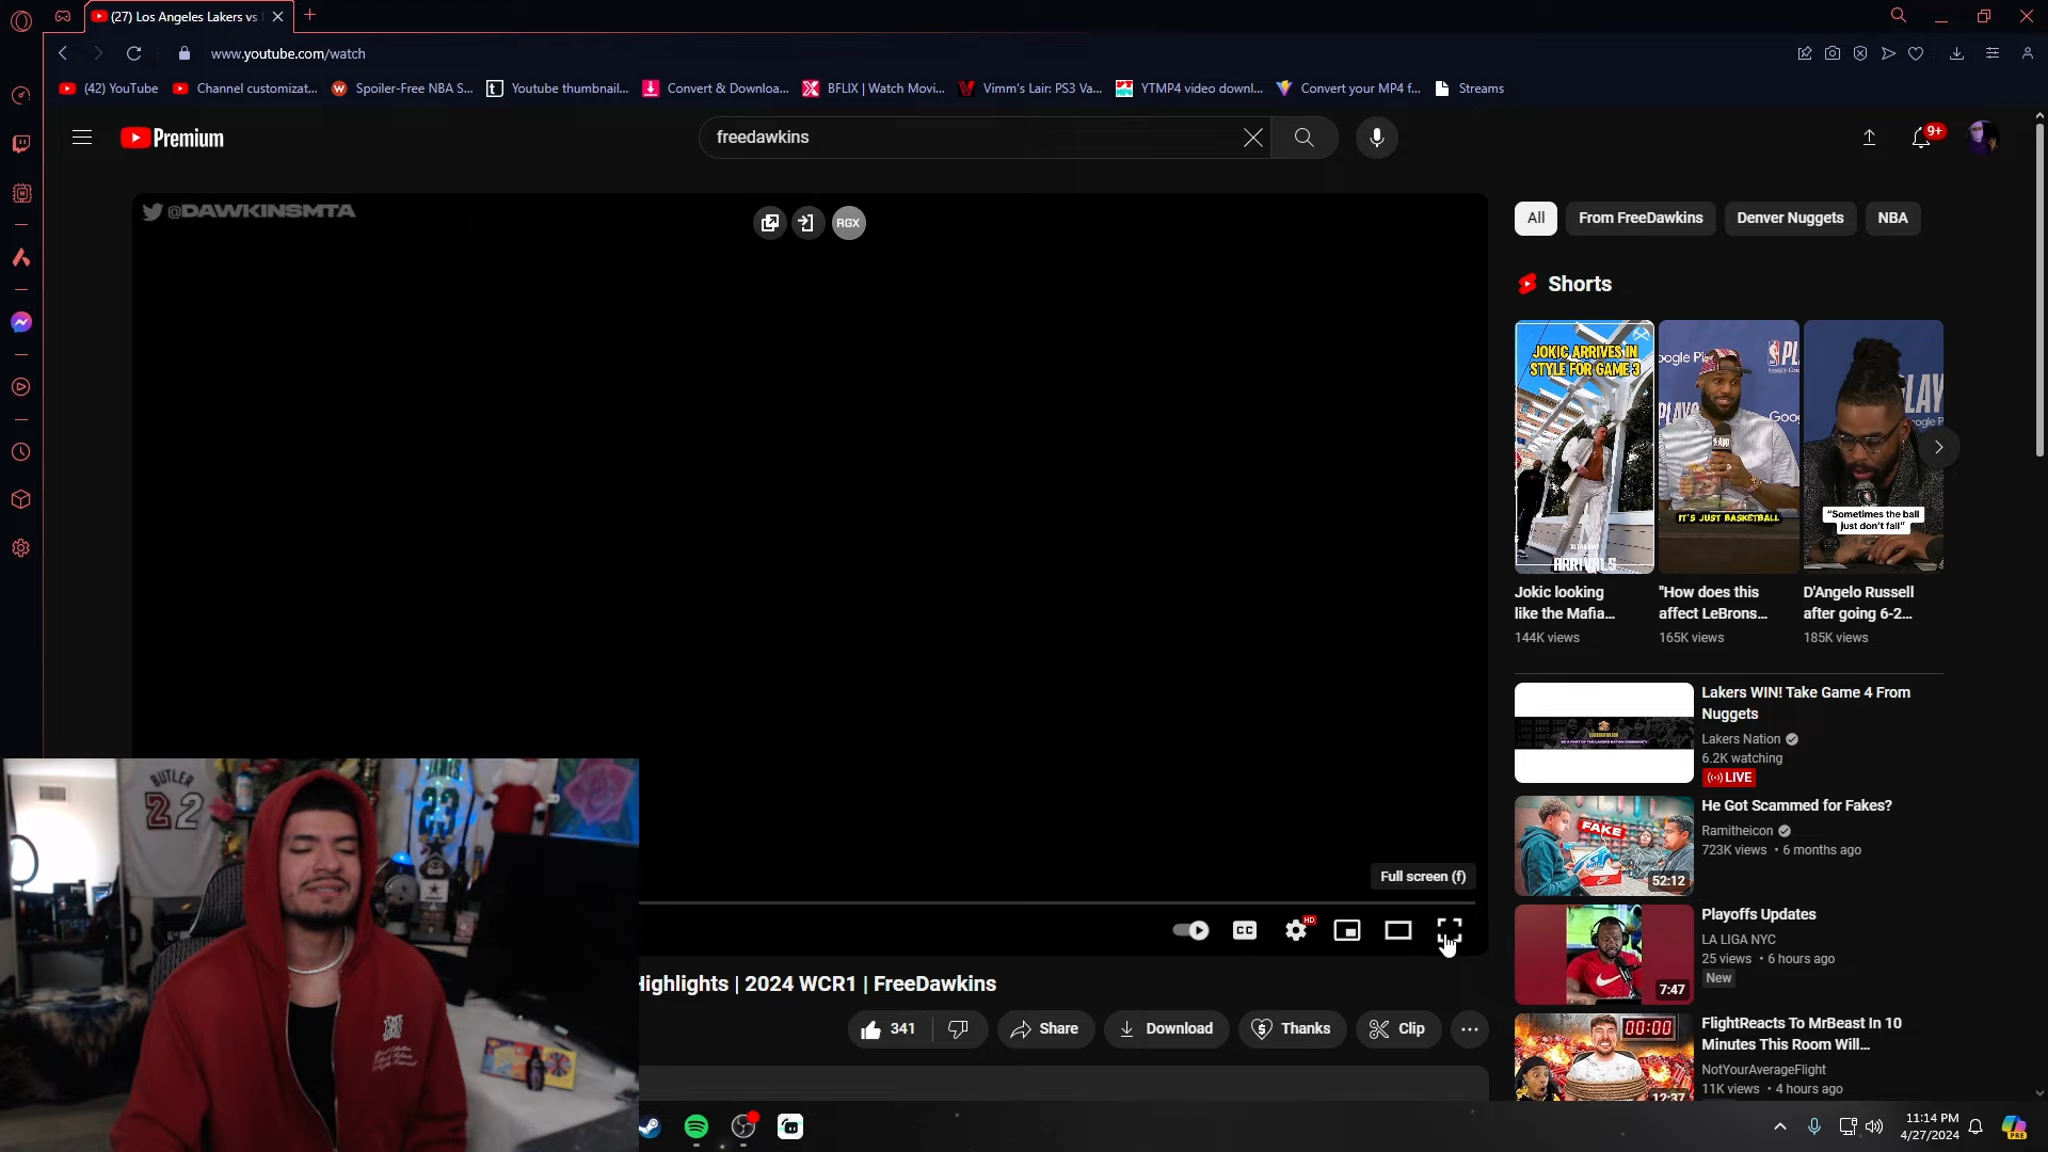 (27) Los Angeles Lakers vs
www.youtube.com/watch
(42) YouTube
Channel customizat...
Spoiler-Free NBA S...
Youtube thumbnail...
Convert & Downloa...
BFLIX | Watch Movi...
Vimm's Lair: PS3 Va...
YTMP4 video downl...
Convert your MP4 f...
Streams
Premium
freedawkins
9+
@DAWKINSMTA
RGX
All
From FreeDawkins
Denver Nuggets
NBA
Shorts
JOKIC ARRIVES IN
STYLE FOR GAME 3
ARRIVALS
IT'S JUST BASKETBALL
"Sometimes the ball
just don't fall"
Jokic looking
like the Mafia...
144K views
"How does this
affect LeBrons...
165K views
D'Angelo Russell
after going 6-2...
185K views
Lakers WIN! Take Game 4 From
Nuggets
Lakers Nation
6.2K watching
LIVE
FAKE
52:12
He Got Scammed for Fakes?
Ramitheicon
723K views • 6 months ago
7:47
Playoffs Updates
LA LIGA NYC
25 views • 6 hours ago
New
00:00
12:37
FlightReacts To MrBeast In 10
Minutes This Room Will...
NotYourAverageFlight
11K views • 4 hours ago
BUTLER
22
23
Full screen (f)
CC
HD
Highlights | 2024 WCR1 | FreeDawkins
341
Share
Download
Thanks
Clip
11:14 PM
4/27/2024
PRE